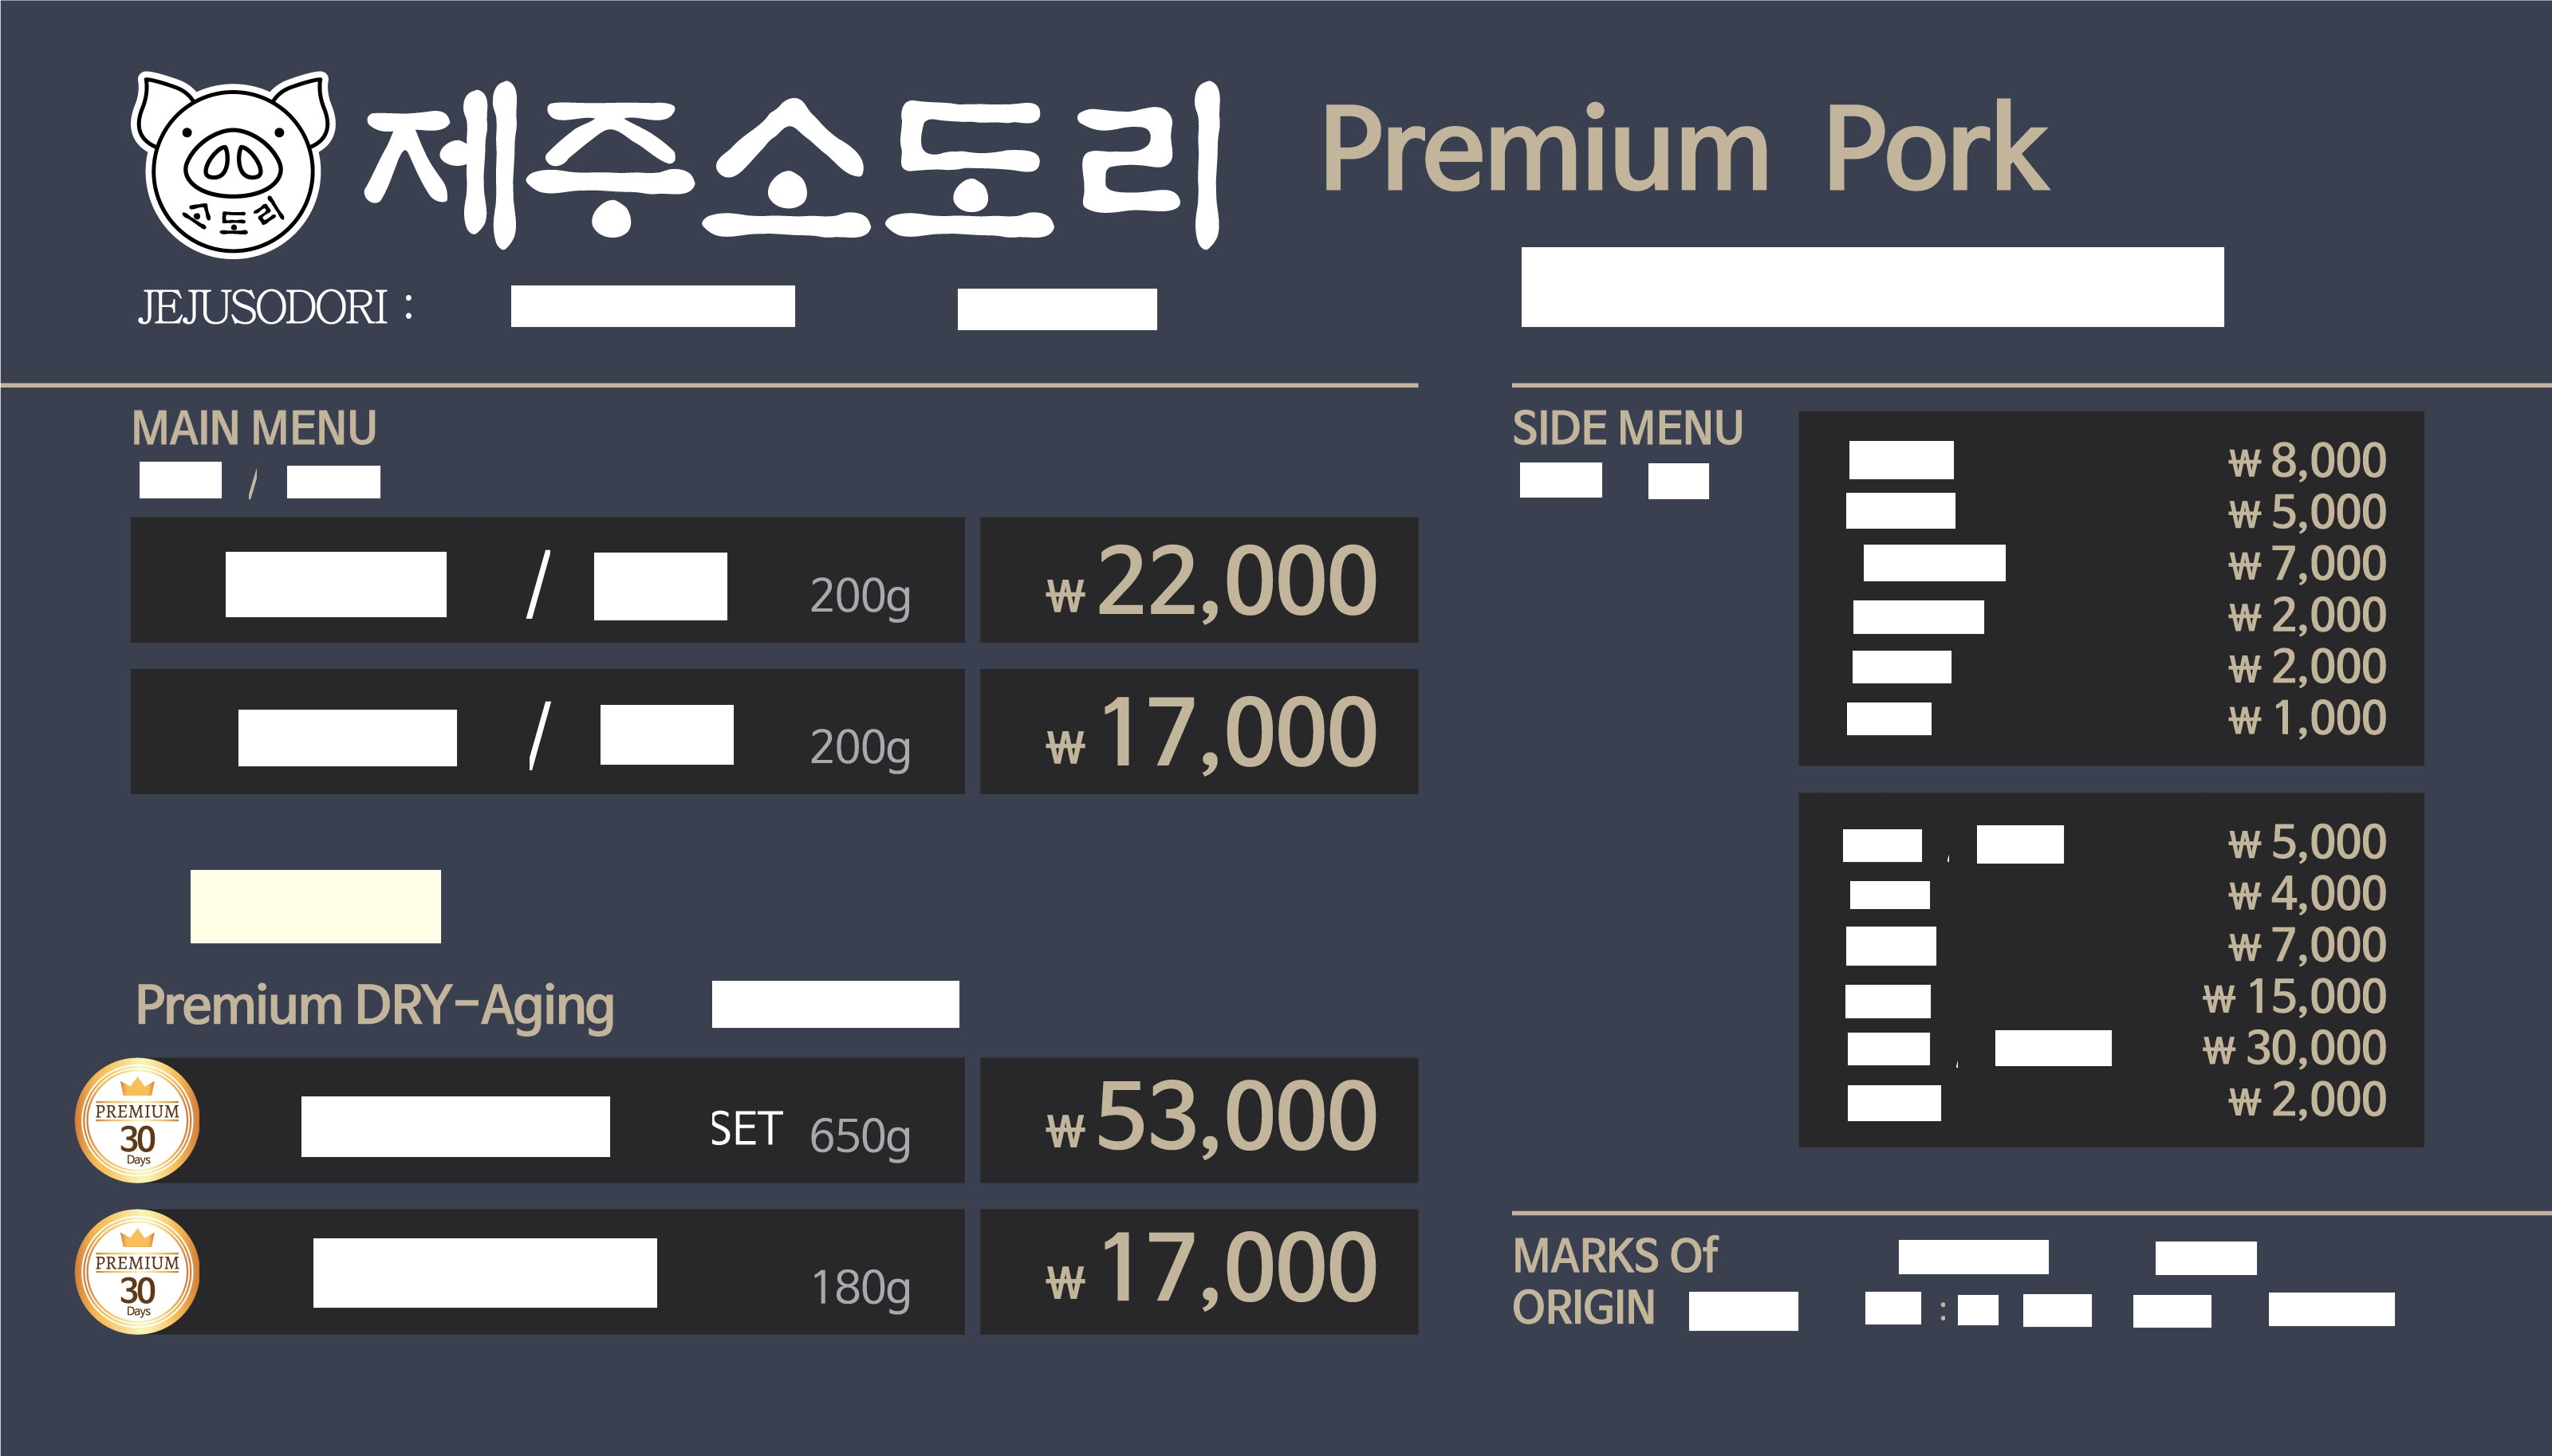 제주소도리 Premium Pork
소도리
JEJUSODORI :
MAIN MENU
/
/ 200g ₩22,000
/ 200g ₩17,000
Premium DRY-Aging
PREMIUM
30
Days
SET 650g ₩53,000
PREMIUM
30
Days
180g ₩17,000
SIDE MENU
₩8,000
₩5,000
₩7,000
₩2,000
₩2,000
₩1,000
, ₩5,000
₩4,000
₩7,000
₩15,000
, ₩30,000
₩2,000
MARKS Of
ORIGIN :